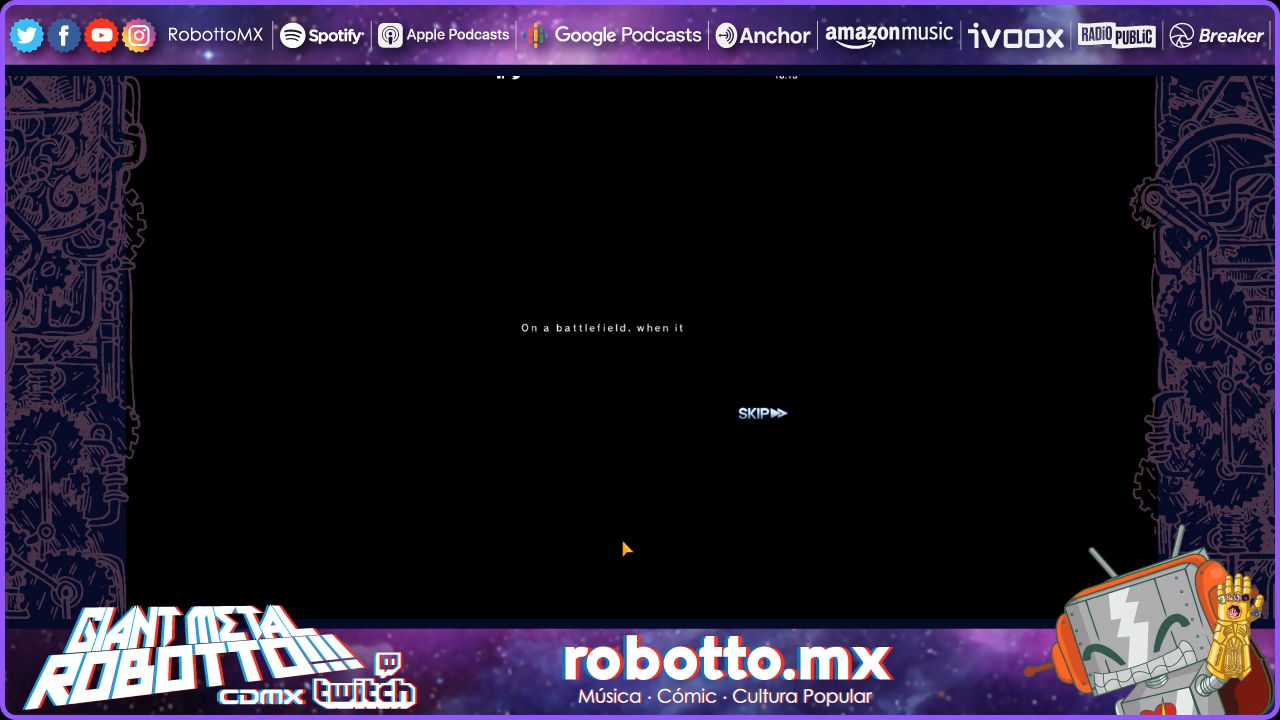 RobottoMX
Spotify
Apple Podcasts
Google Podcasts
Anchor
amazon music
ivoox
RADIO PUBLIC
Breaker
On a battlefield, when it
SKIP
GIANT METAL
ROBOTTO!!!
CDMX twitch
robotto.mx
Música · Cómic · Cultura Popular